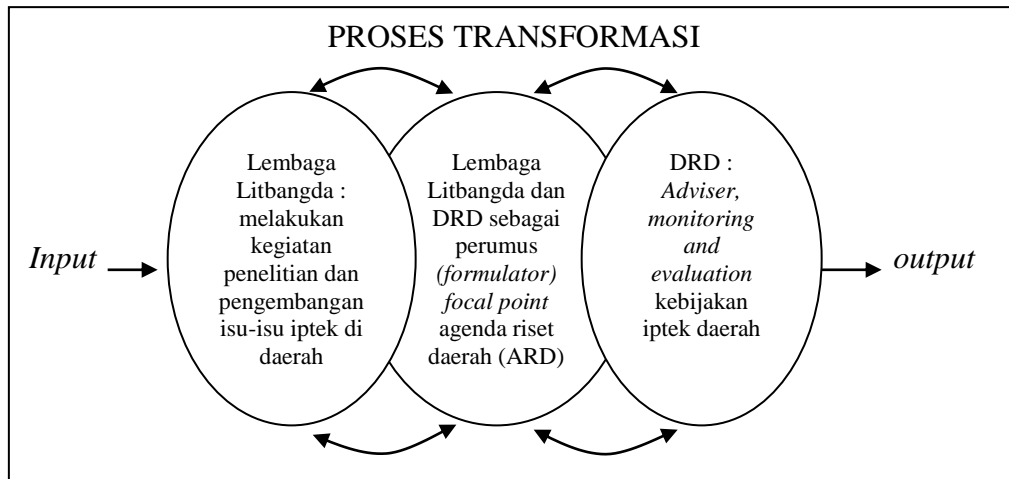 PROSES TRANSFORMASI
Input
Lembaga
Litbangda :
melakukan
kegiatan
penelitian dan
pengembangan
isu-isu iptek di
daerah
Lembaga
Litbangda dan
DRD sebagai
perumus
(formulator)
focal point
agenda riset
daerah (ARD)
DRD :
Adviser,
monitoring
and
evaluation
kebijakan
iptek daerah
output